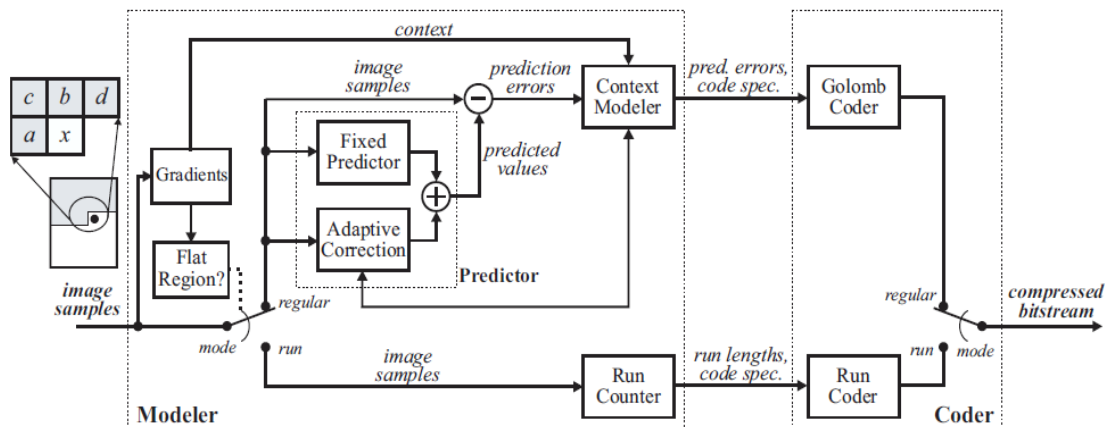 context
image
samples
prediction
errors
Context
Modeler
pred. errors,
code spec.
Golomb
Coder
c b d
a x
Gradients
Fixed
Predictor
predicted
values
Adaptive
Correction
Predictor
Flat
Region?
image
samples
mode
regular
run
image
samples
Run
Counter
run lengths,
code spec.
Run
Coder
regular
run
mode
compressed
bitstream
Modeler
Coder
−
+